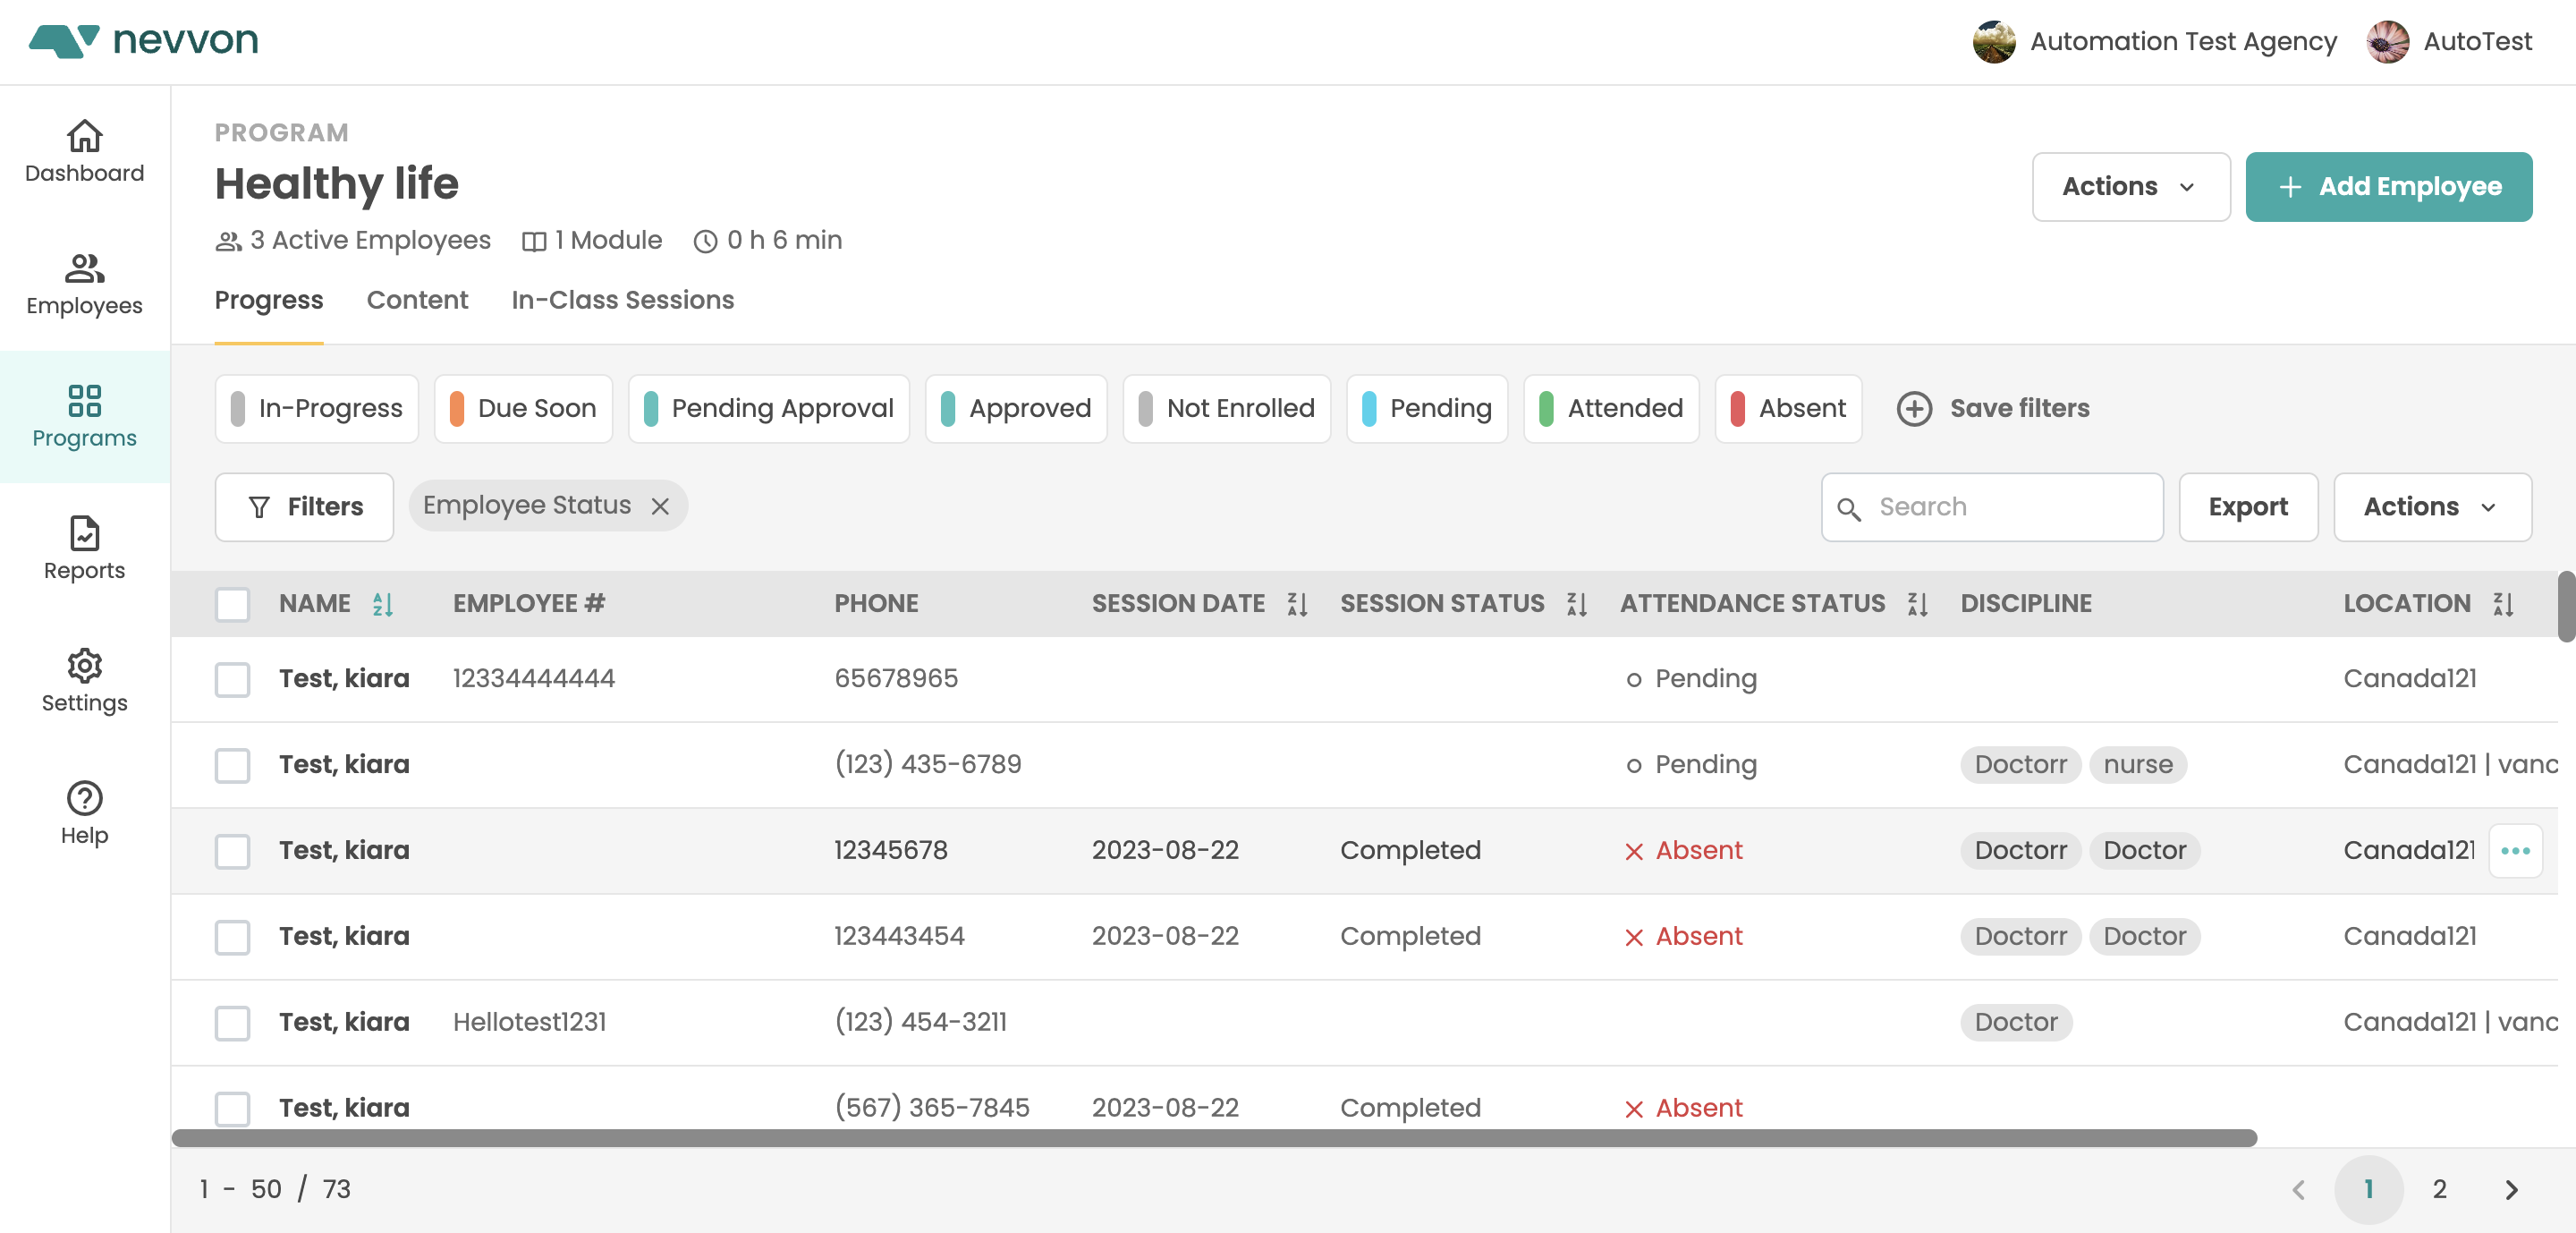 nevvon
Automation Test Agency
AutoTest
Dashboard
Employees
Programs
Reports
Settings
Help
PROGRAM
Healthy life
3 Active Employees 1 Module 0 h 6 min
Actions
Add Employee
Progress Content In-Class Sessions
In-Progress Due Soon Pending Approval Approved Not Enrolled Pending Attended Absent Save filters
Filters Employee Status Search Export Actions
NAME EMPLOYEE # PHONE SESSION DATE SESSION STATUS ATTENDANCE STATUS DISCIPLINE LOCATION
Test, kiara 12334444444 65678965 Pending Canada121
Test, kiara (123) 435-6789 Pending Doctorr nurse Canada121 | vanc
Test, kiara 12345678 2023-08-22 Completed Absent Doctorr Doctor Canada121
Test, kiara 123443454 2023-08-22 Completed Absent Doctorr Doctor Canada121
Test, kiara Hellotest1231 (123) 454-3211 Doctor Canada121 | vanc
Test, kiara (567) 365-7845 2023-08-22 Completed Absent
1 - 50 / 73 1 2